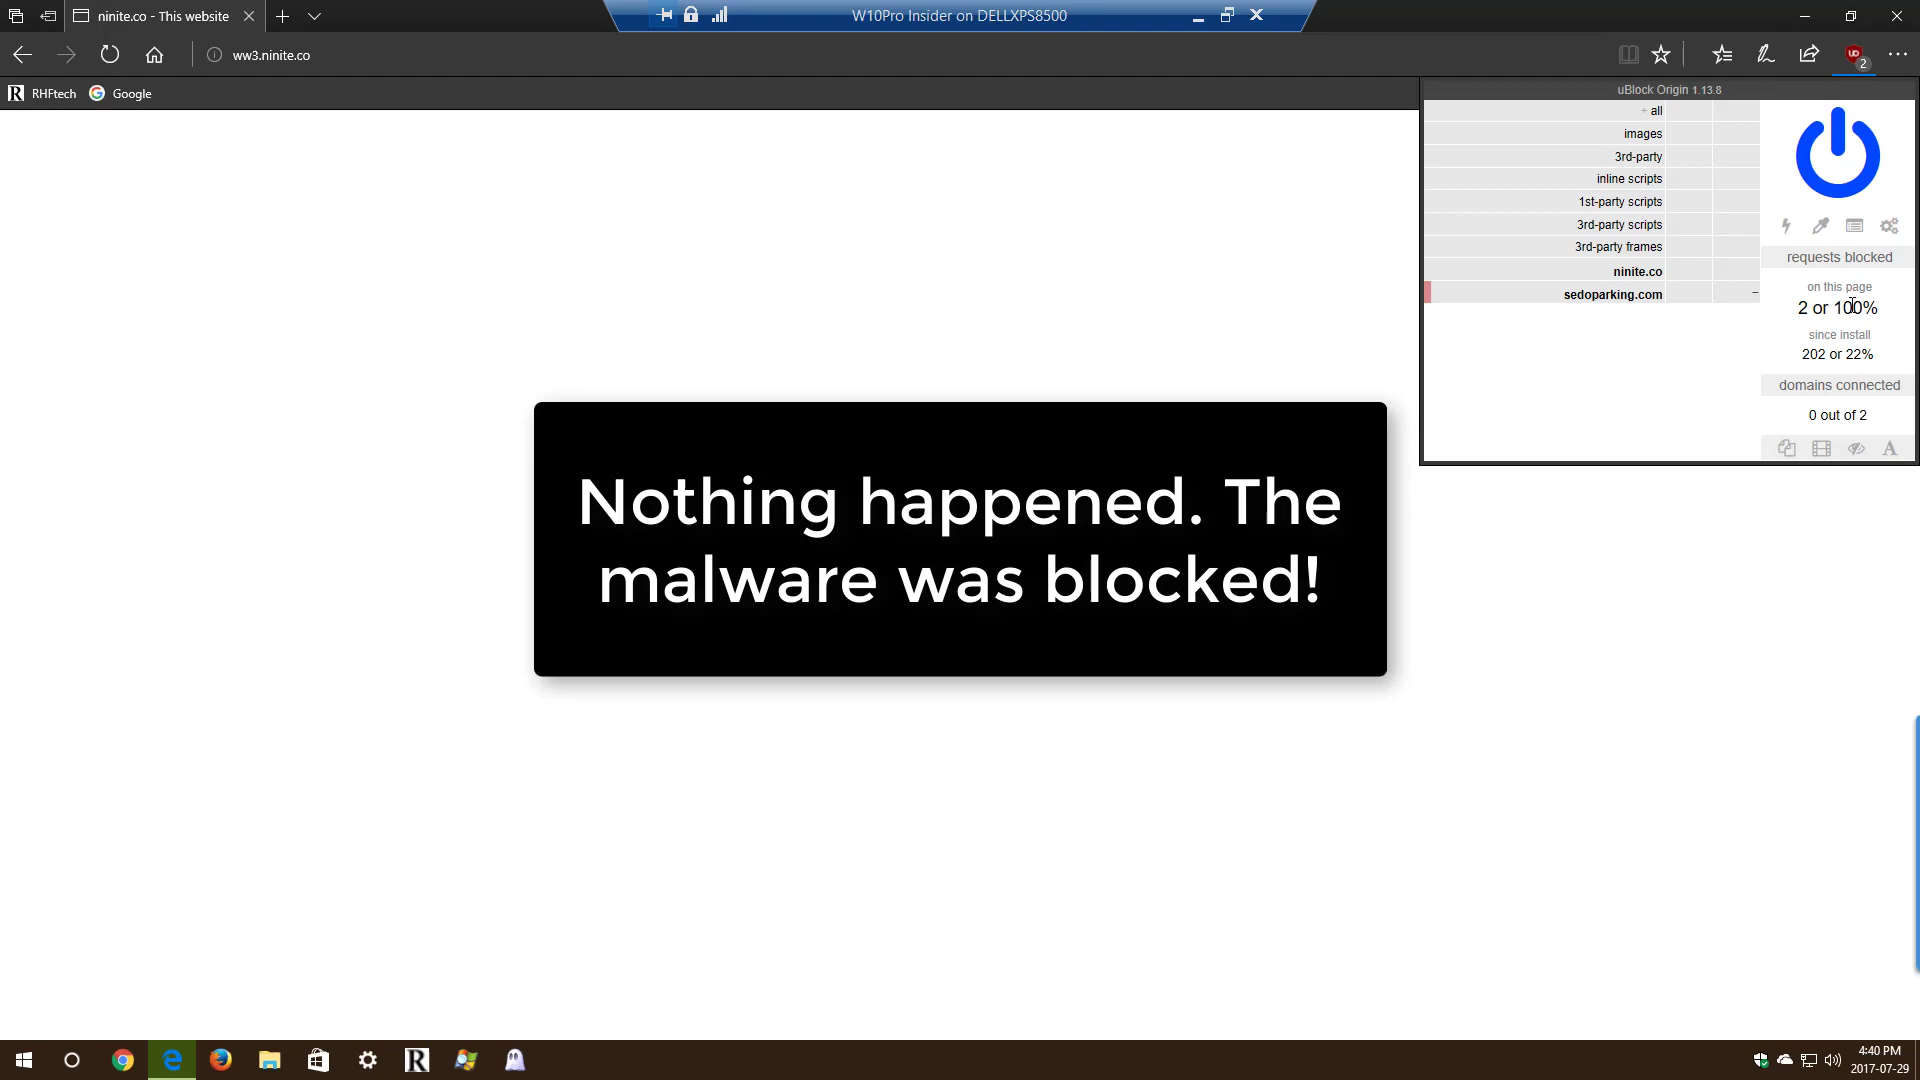 ninite.co - This website
W10Pro Insider on DELLXPS8500
ww3.ninite.co
2
R RHFtech
Google
uBlock Origin 1.13.8
+ all
images
3rd-party
inline scripts
1st-party scripts
3rd-party scripts
3rd-party frames
ninite.co
sedoparking.com –
requests blocked
on this page
2 or 100%
since install
202 or 22%
domains connected
0 out of 2
A
Nothing happened. The
malware was blocked!
R
4:40 PM
2017-07-29